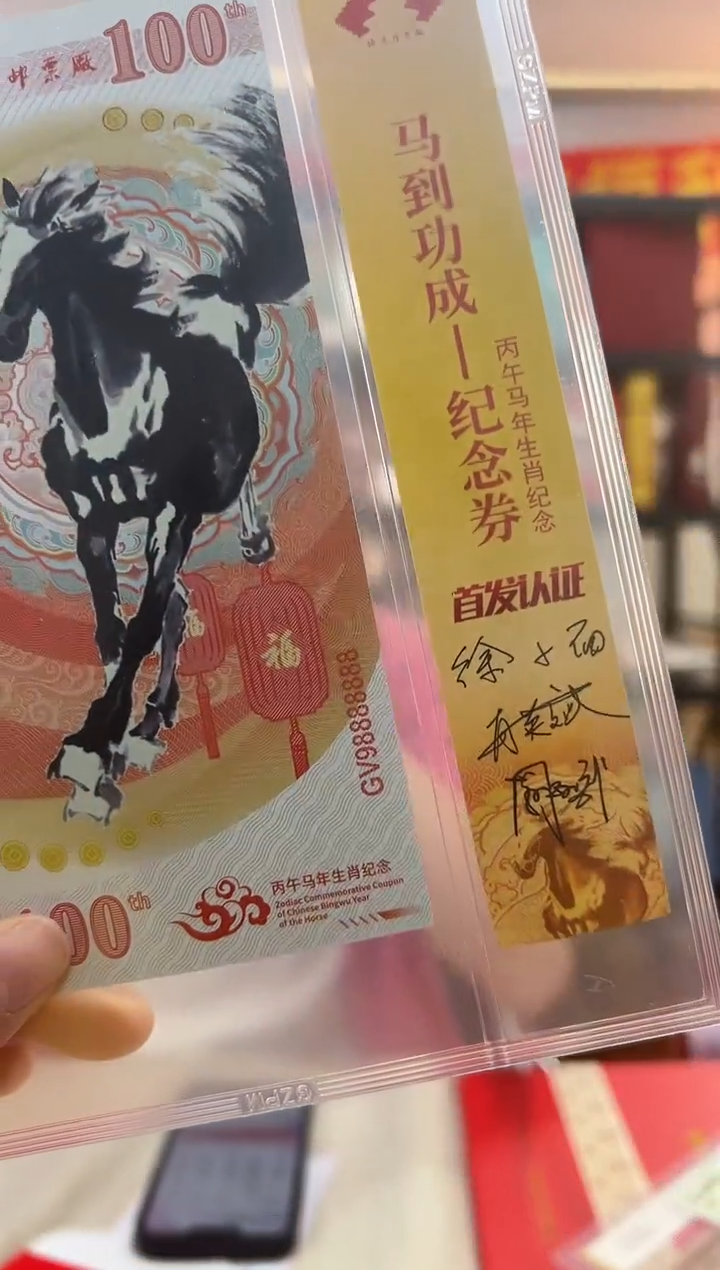 邮票廠
100th
马到功成—纪念券
丙午马年生肖纪念
首发认证
福
福
GV98888888
00th
丙午马年生肖纪念
Zodiac Commemorative Coupon
of Chinese Bingwu Year
of the Horse
GZPM
GZPM